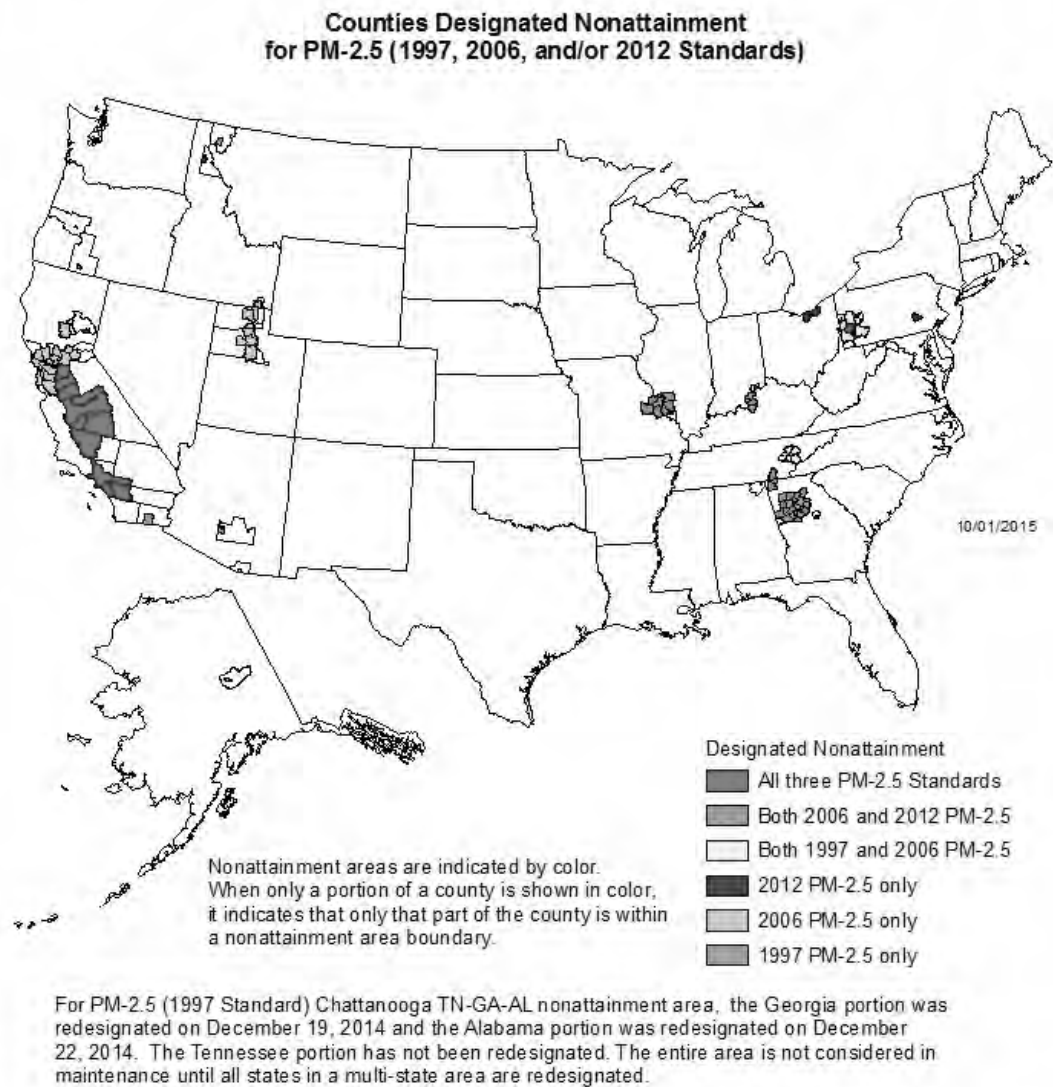 Counties Designated Nonattainment
for PM-2.5 (1997, 2006, and/or 2012 Standards)
10/01/2015
Designated Nonattainment
All three PM-2.5 Standards
Both 2006 and 2012 PM-2.5
Both 1997 and 2006 PM-2.5
2012 PM-2.5 only
2006 PM-2.5 only
1997 PM-2.5 only
Nonattainment areas are indicated by color.
When only a portion of a county is shown in color,
it indicates that only that part of the county is within
a nonattainment area boundary.
For PM-2.5 (1997 Standard) Chattanooga TN-GA-AL nonattainment area, the Georgia portion was
redesignated on December 19, 2014 and the Alabama portion was redesignated on December
22, 2014. The Tennessee portion has not been redesignated. The entire area is not considered in
maintenance until all states in a multi-state area are redesignated.